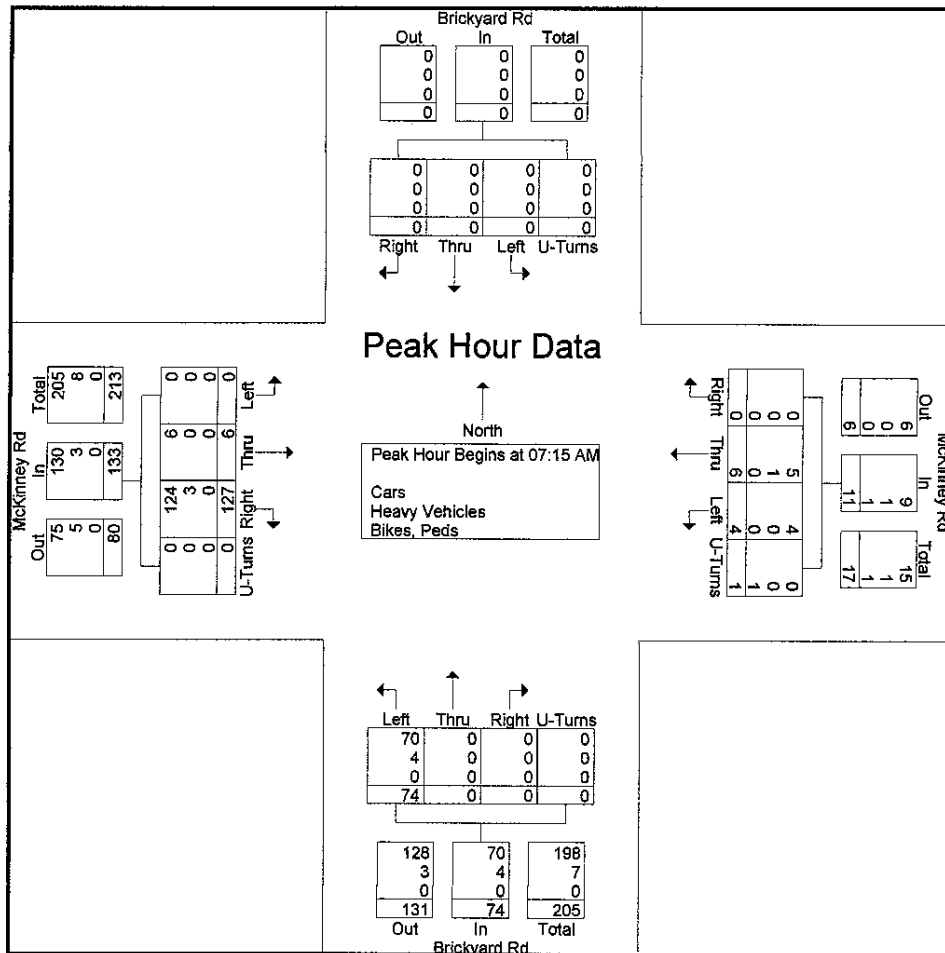 Brickyard Rd
Out In Total
0 0 0
0 0 0
0 0 0
0 0 0
0 0 0 0
0 0 0 0
0 0 0 0
0 0 0 0
Right Thru Left U-Turns
Peak Hour Data
North
Peak Hour Begins at 07:15 AM
Cars
Heavy Vehicles
Bikes, Peds
McKinney Rd
Total 205 8 0 213
In 130 3 0 133
Out 75 5 0 80
0 0 0 0 Left
6 0 0 6 Thru
124 3 0 127 Right
0 0 0 0 U-Turns
McKinney Rd
Out 6 0 0 6
In 9 1 1 11
Total 15 1 1 17
Right 0 0 0 0
Thru 5 1 0 6
Left 4 0 0 4
U-Turns 0 0 1 1
Left Thru Right U-Turns
70 0 0 0
4 0 0 0
0 0 0 0
74 0 0 0
128 70 198
3 4 7
0 0 0
131 74 205
Out In Total
Brickyard Rd